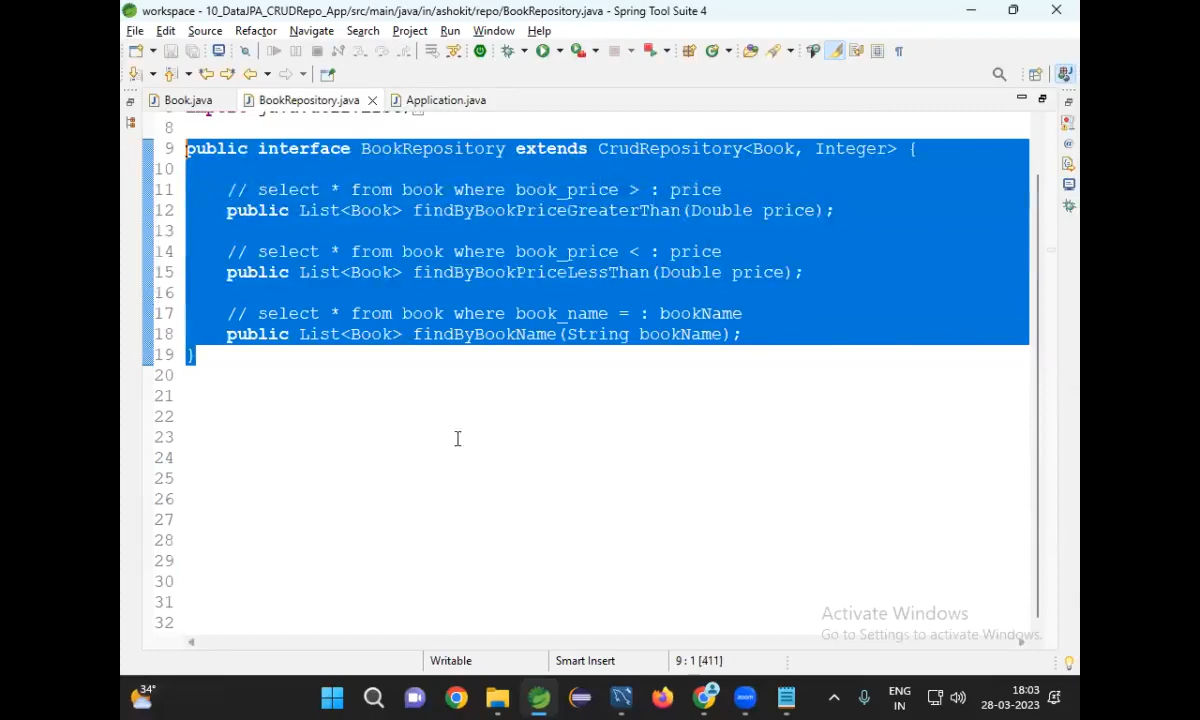 workspace - 10_DataJPA_CRUDRepo_App/src/main/java/in/ashokit/repo/BookRepository.java - Spring Tool Suite 4
File Edit Source Refactor Navigate Search Project Run Window Help
Book.java BookRepository.java Application.java
8
9 public interface BookRepository extends CrudRepository<Book, Integer> {
10
11 // select * from book where book_price > : price
12 public List<Book> findByBookPriceGreaterThan(Double price);
13
14 // select * from book where book_price < : price
15 public List<Book> findByBookPriceLessThan(Double price);
16
17 // select * from book where book_name = : bookName
18 public List<Book> findByBookName(String bookName);
19 }
20
21
22
23
24
25
26
27
28
29
30
31
32
Activate Windows
Go to Settings to activate Windows.
Writable Smart Insert 9 : 1 [411]
34°
zoom
ENG
IN
18:03
28-03-2023